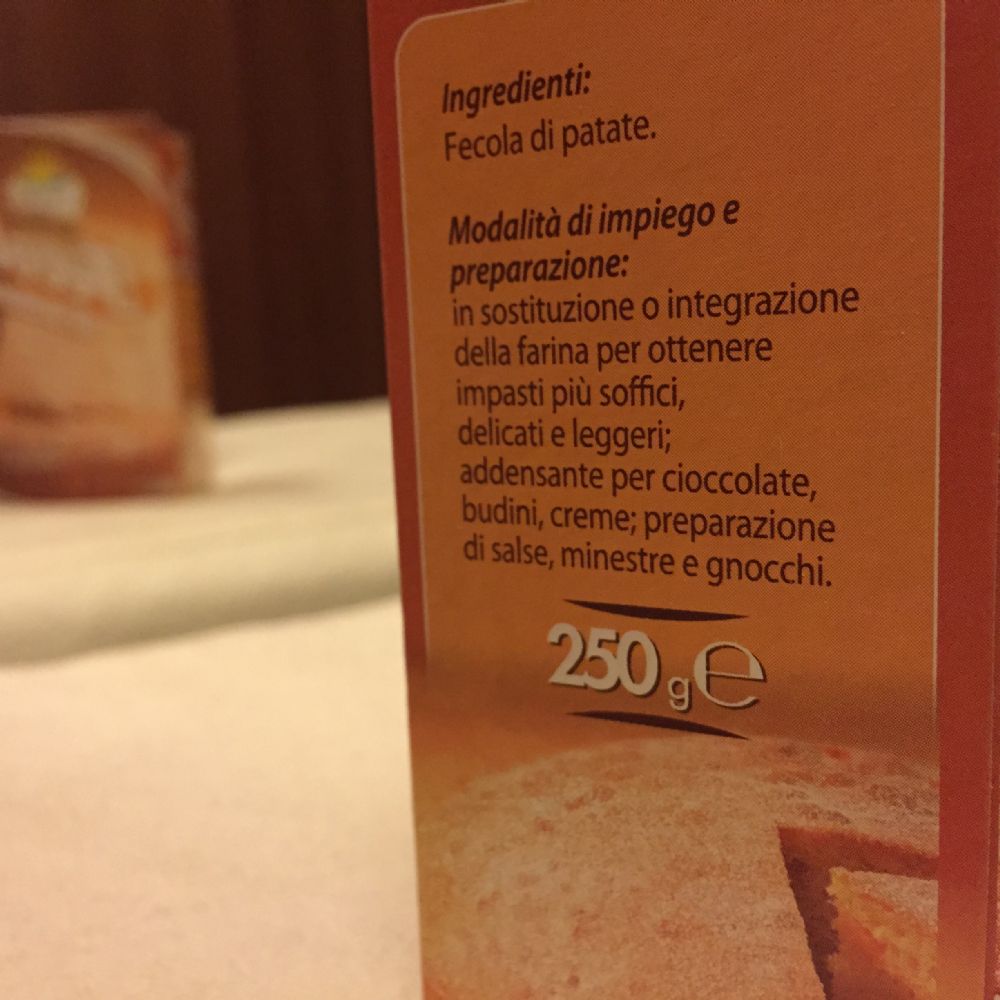 Ingredienti:
Fecola di patate.
Modalità di impiego e
preparazione:
in sostituzione o integrazione
della farina per ottenere
impasti più soffici,
delicati e leggeri;
addensante per cioccolate,
budini, creme; preparazione
di salse, minestre e gnocchi.
250 g ℮